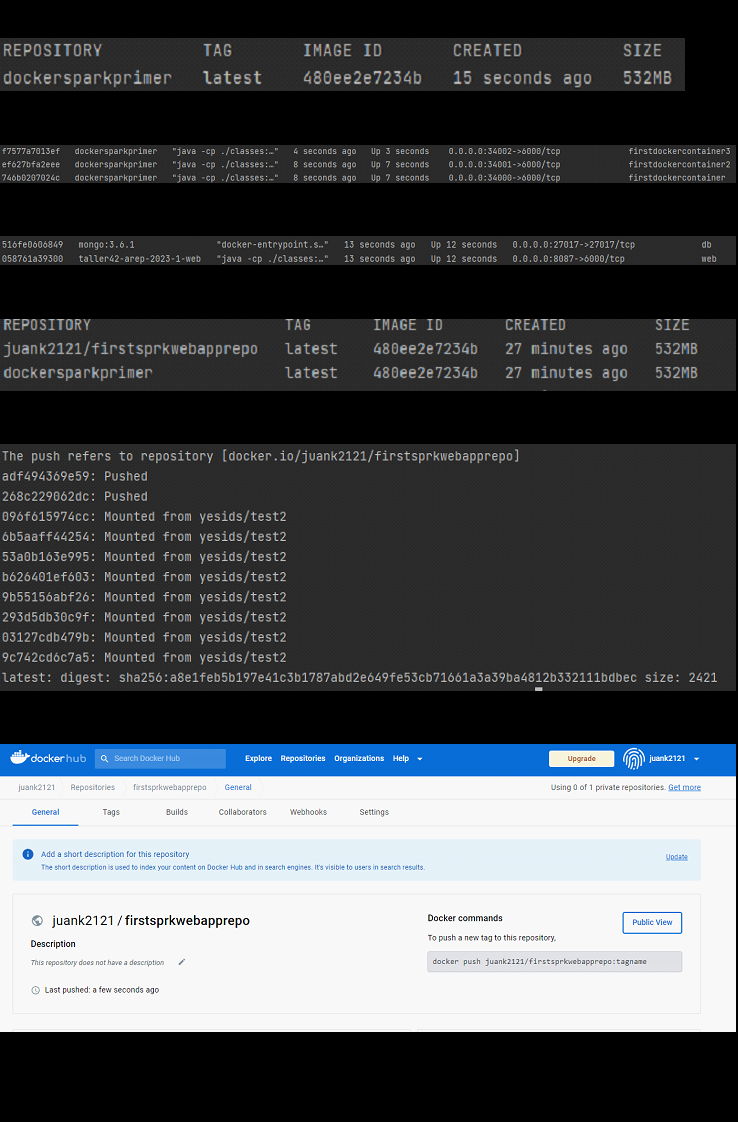 REPOSITORY TAG IMAGE ID CREATED SIZE
dockersparkprimer latest 480ee2e7234b 15 seconds ago 532MB
f7577a7013ef dockersparkprimer "java -cp ./classes:…" 4 seconds ago Up 3 seconds 0.0.0.0:34002->6000/tcp firstdockercontainer3
ef627bfa2eee dockersparkprimer "java -cp ./classes:…" 8 seconds ago Up 7 seconds 0.0.0.0:34001->6000/tcp firstdockercontainer2
746b0207024c dockersparkprimer "java -cp ./classes:…" 8 seconds ago Up 7 seconds 0.0.0.0:34000->6000/tcp firstdockercontainer
516fe0606849 mongo:3.6.1 "docker-entrypoint.s…" 13 seconds ago Up 12 seconds 0.0.0.0:27017->27017/tcp db
058761a39300 taller42-arep-2023-1-web "java -cp ./classes:…" 13 seconds ago Up 12 seconds 0.0.0.0:8087->6000/tcp web
REPOSITORY TAG IMAGE ID CREATED SIZE
juank2121/firstsprkwebapprepo latest 480ee2e7234b 27 minutes ago 532MB
dockersparkprimer latest 480ee2e7234b 27 minutes ago 532MB
The push refers to repository [docker.io/juank2121/firstsprkwebapprepo]
adf494369e59: Pushed
268c229062dc: Pushed
096f615974cc: Mounted from yesids/test2
6b5aaff44254: Mounted from yesids/test2
53a0b163e995: Mounted from yesids/test2
b626401ef603: Mounted from yesids/test2
9b55156abf26: Mounted from yesids/test2
293d5db30c9f: Mounted from yesids/test2
03127cdb479b: Mounted from yesids/test2
9c742cd6c7a5: Mounted from yesids/test2
latest: digest: sha256:a8e1feb5b197e41c3b1787abd2e649fe53cb71661a3a39ba4812b332111bdbec size: 2421
dockerhub Search Docker Hub Explore Repositories Organizations Help Upgrade juank2121
juank2121 Repositories firstsprkwebapprepo General Using 0 of 1 private repositories. Get more
General Tags Builds Collaborators Webhooks Settings
Add a short description for this repository Update
The short description is used to index your content on Docker Hub and in search engines. It's visible to users in search results.
juank2121 / firstsprkwebapprepo Docker commands Public View
Description To push a new tag to this repository,
This repository does not have a description docker push juank2121/firstsprkwebapprepo:tagname
Last pushed: a few seconds ago